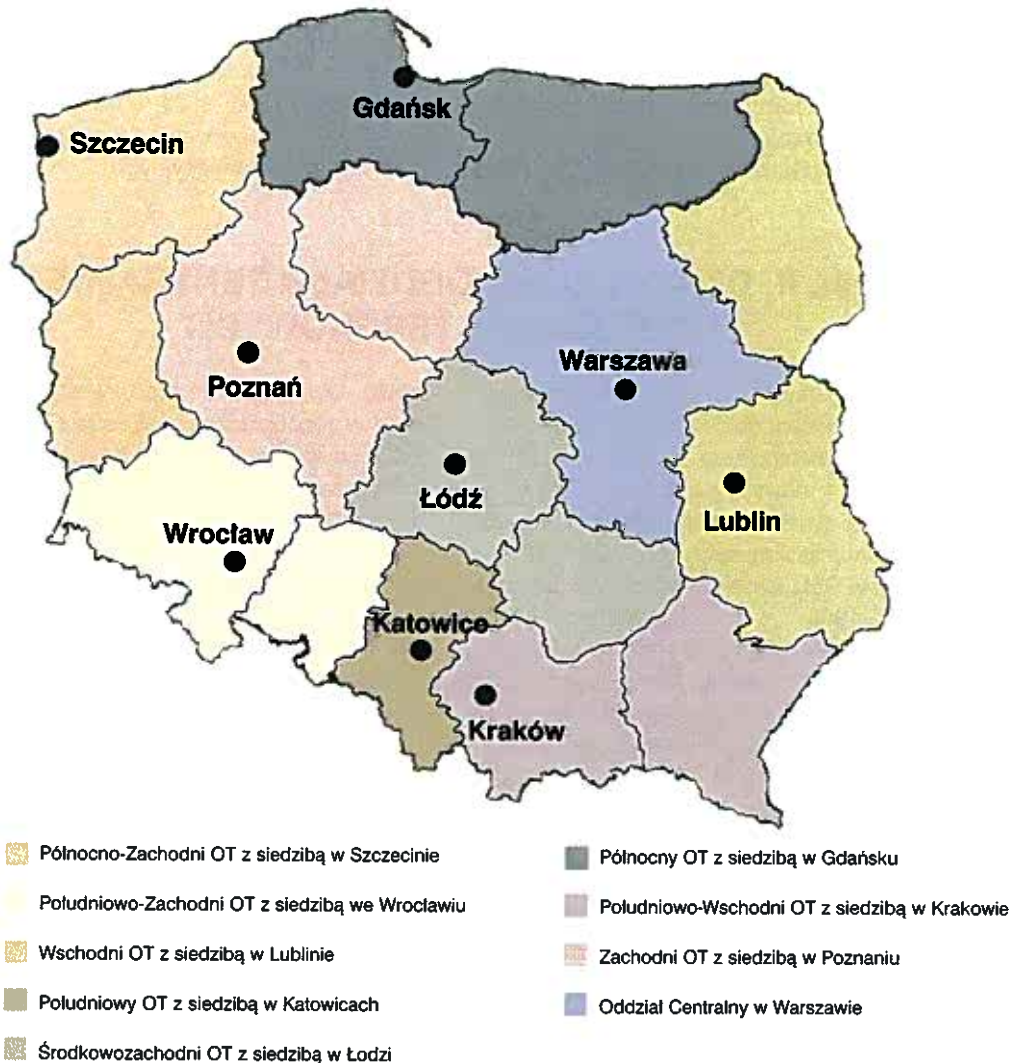 Gdańsk
Szczecin
Warszawa
Poznań
Łódź
Lublin
Wrocław
Katowice
Kraków
Północno-Zachodni OT z siedzibą w Szczecinie
Południowo-Zachodni OT z siedzibą we Wrocławiu
Wschodni OT z siedzibą w Lublinie
Południowy OT z siedzibą w Katowicach
Środkowozachodni OT z siedzibą w Łodzi
Północny OT z siedzibą w Gdańsku
Południowo-Wschodni OT z siedzibą w Krakowie
Zachodni OT z siedzibą w Poznaniu
Oddział Centralny w Warszawie